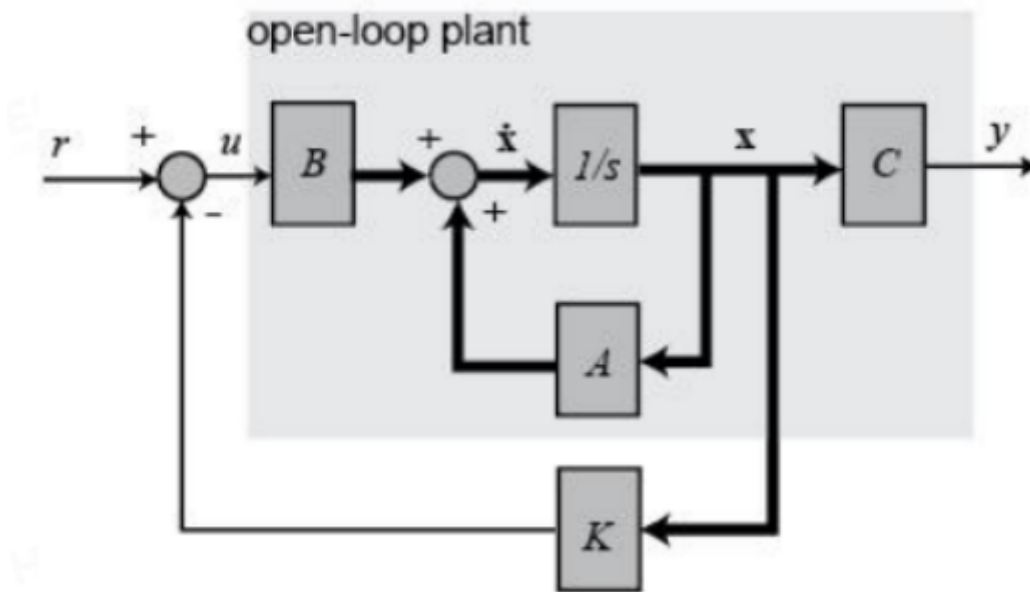 open-loop plant
r + u B + ẋ 1/s x C y
- +
A
K